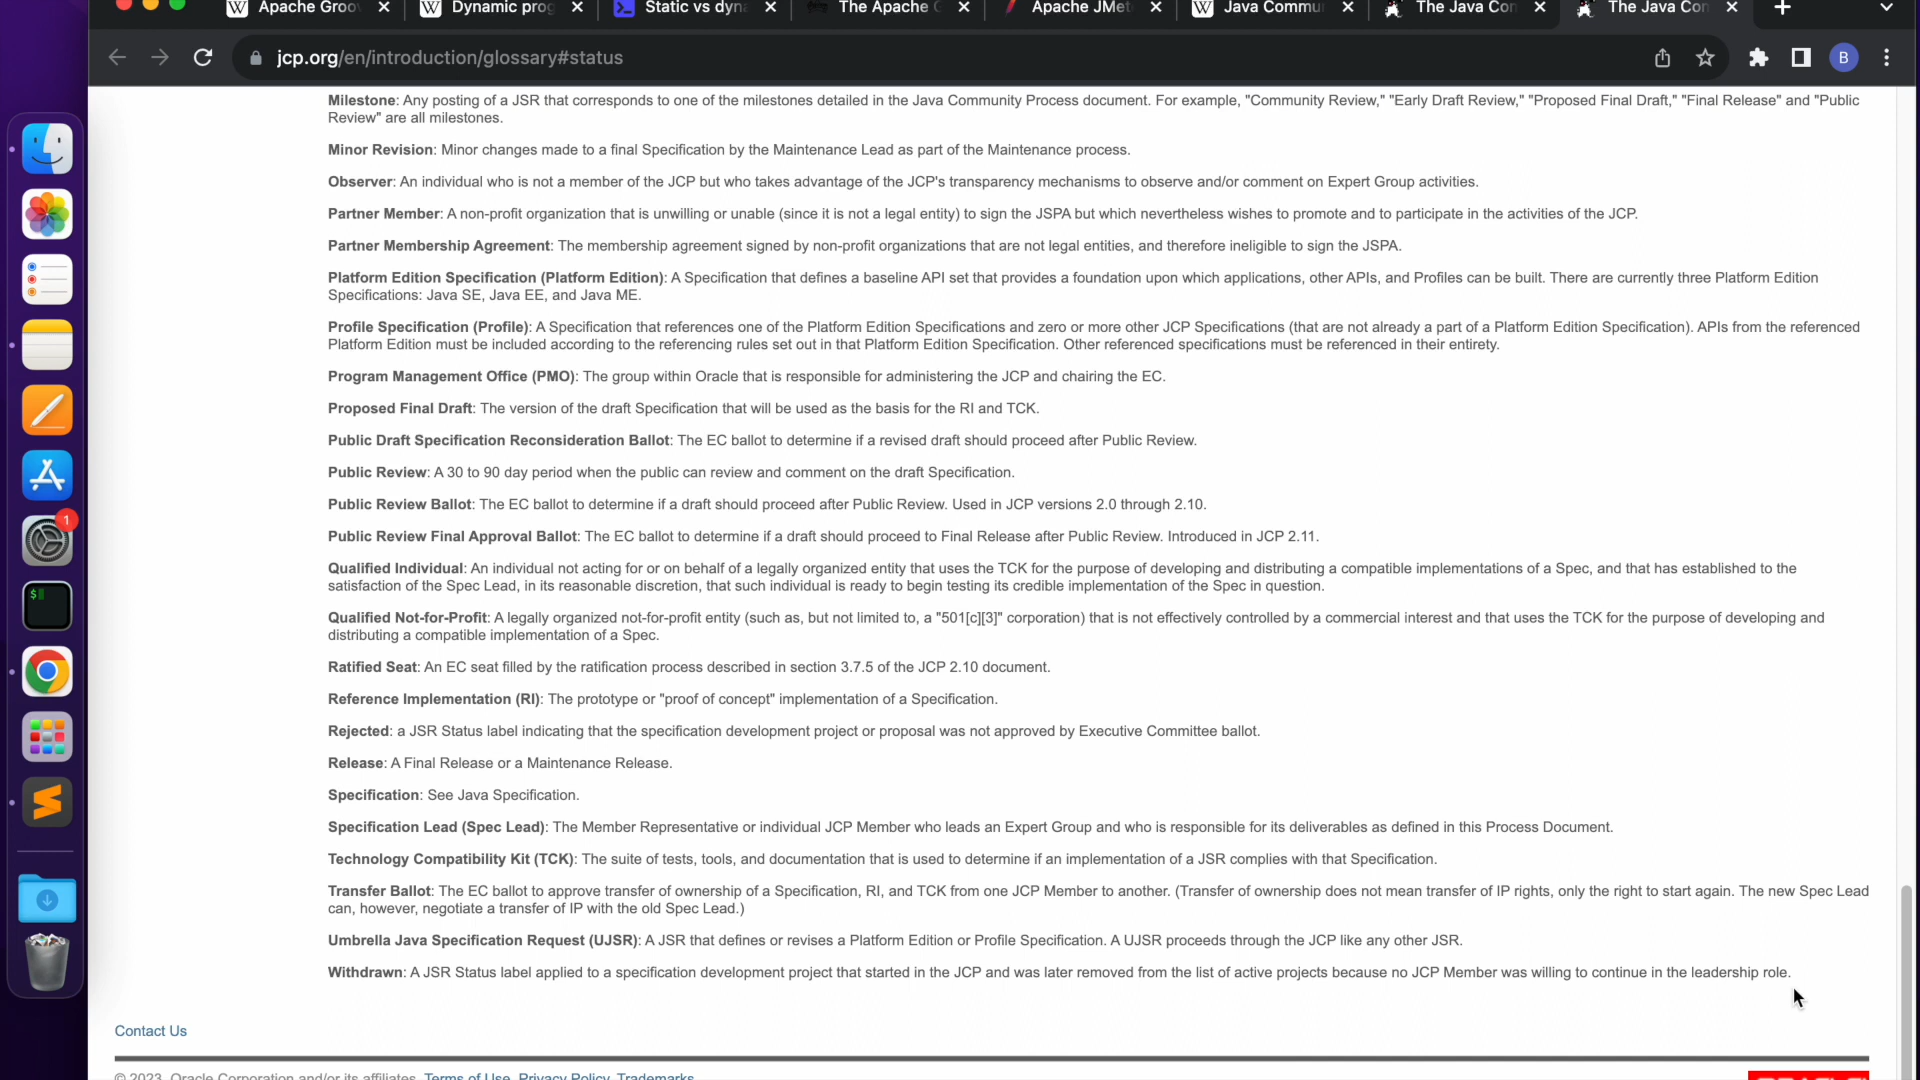 Apache Groo
Dynamic prog
Static vs dyna
The Apache G
Apache JMet
Java Commu
The Java Con
The Java Con
jcp.org/en/introduction/glossary#status
B
Milestone: Any posting of a JSR that corresponds to one of the milestones detailed in the Java Community Process document. For example, "Community Review," "Early Draft Review," "Proposed Final Draft," "Final Release" and "Public
Review" are all milestones.
Minor Revision: Minor changes made to a final Specification by the Maintenance Lead as part of the Maintenance process.
Observer: An individual who is not a member of the JCP but who takes advantage of the JCP's transparency mechanisms to observe and/or comment on Expert Group activities.
Partner Member: A non-profit organization that is unwilling or unable (since it is not a legal entity) to sign the JSPA but which nevertheless wishes to promote and to participate in the activities of the JCP.
Partner Membership Agreement: The membership agreement signed by non-profit organizations that are not legal entities, and therefore ineligible to sign the JSPA.
Platform Edition Specification (Platform Edition): A Specification that defines a baseline API set that provides a foundation upon which applications, other APIs, and Profiles can be built. There are currently three Platform Edition
Specifications: Java SE, Java EE, and Java ME.
Profile Specification (Profile): A Specification that references one of the Platform Edition Specifications and zero or more other JCP Specifications (that are not already a part of a Platform Edition Specification). APIs from the referenced
Platform Edition must be included according to the referencing rules set out in that Platform Edition Specification. Other referenced specifications must be referenced in their entirety.
Program Management Office (PMO): The group within Oracle that is responsible for administering the JCP and chairing the EC.
Proposed Final Draft: The version of the draft Specification that will be used as the basis for the RI and TCK.
Public Draft Specification Reconsideration Ballot: The EC ballot to determine if a revised draft should proceed after Public Review.
Public Review: A 30 to 90 day period when the public can review and comment on the draft Specification.
Public Review Ballot: The EC ballot to determine if a draft should proceed after Public Review. Used in JCP versions 2.0 through 2.10.
Public Review Final Approval Ballot: The EC ballot to determine if a draft should proceed to Final Release after Public Review. Introduced in JCP 2.11.
Qualified Individual: An individual not acting for or on behalf of a legally organized entity that uses the TCK for the purpose of developing and distributing a compatible implementations of a Spec, and that has established to the
satisfaction of the Spec Lead, in its reasonable discretion, that such individual is ready to begin testing its credible implementation of the Spec in question.
Qualified Not-for-Profit: A legally organized not-for-profit entity (such as, but not limited to, a "501[c][3]" corporation) that is not effectively controlled by a commercial interest and that uses the TCK for the purpose of developing and
distributing a compatible implementation of a Spec.
Ratified Seat: An EC seat filled by the ratification process described in section 3.7.5 of the JCP 2.10 document.
Reference Implementation (RI): The prototype or "proof of concept" implementation of a Specification.
Rejected: a JSR Status label indicating that the specification development project or proposal was not approved by Executive Committee ballot.
Release: A Final Release or a Maintenance Release.
Specification: See Java Specification.
Specification Lead (Spec Lead): The Member Representative or individual JCP Member who leads an Expert Group and who is responsible for its deliverables as defined in this Process Document.
Technology Compatibility Kit (TCK): The suite of tests, tools, and documentation that is used to determine if an implementation of a JSR complies with that Specification.
Transfer Ballot: The EC ballot to approve transfer of ownership of a Specification, RI, and TCK from one JCP Member to another. (Transfer of ownership does not mean transfer of IP rights, only the right to start again. The new Spec Lead
can, however, negotiate a transfer of IP with the old Spec Lead.)
Umbrella Java Specification Request (UJSR): A JSR that defines or revises a Platform Edition or Profile Specification. A UJSR proceeds through the JCP like any other JSR.
Withdrawn: A JSR Status label applied to a specification development project that started in the JCP and was later removed from the list of active projects because no JCP Member was willing to continue in the leadership role.
Contact Us
© 2023, Oracle Corporation and/or its affiliates Terms of Use Privacy Policy Trademarks
1